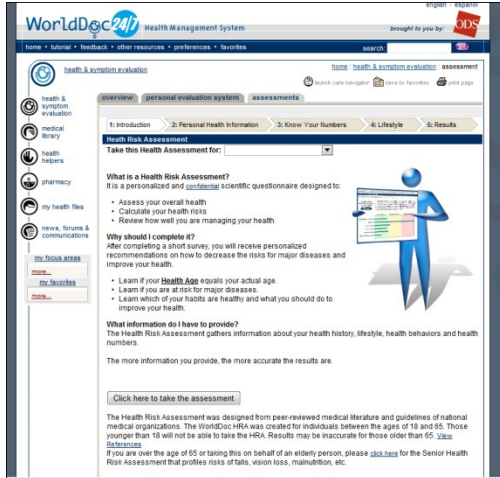 english - español
WorldDoc 24/7 Health Management System
brought to you by: ODS
home • tutorial • feedback • other resources • preferences • favorites
search:
health & symptom evaluation
home : health & symptom evaluation : assessment
launch care navigator save to favorites print page
health & symptom evaluation
medical library
health helpers
pharmacy
my health files
news, forums & communications
my focus areas
more...
my favorites
more...
overview personal evaluation system assessments
1: Introduction 2: Personal Health Information 3: Know Your Numbers 4: Lifestyle 5: Results
Heath Risk Assessment
Take this Health Assessment for:
What is a Health Risk Assessment?
It is a personalized and confidential scientific questionnaire designed to:
• Assess your overall health
• Calculate your health risks
• Review how well you are managing your health
Why should I complete it?
After completing a short survey, you will receive personalized
recommendations on how to decrease the risks for major diseases and
improve your health.
• Learn if your Health Age equals your actual age.
• Learn if you are at risk for major diseases.
• Learn which of your habits are healthy and what you should do to
improve your health.
What information do I have to provide?
The Health Risk Assessment gathers information about your health history, lifestyle, health behaviors and health
numbers.
The more information you provide, the more accurate the results are.
Click here to take the assessment
The Health Risk Assessment was designed from peer-reviewed medical literature and guidelines of national
medical organizations. The WorldDoc HRA was created for individuals between the ages of 18 and 65. Those
younger than 18 will not be able to take the HRA. Results may be inaccurate for those older than 65. View
References
If you are over the age of 65 or taking this on behalf of an elderly person, please click here for the Senior Health
Risk Assessment that profiles risks of falls, vision loss, malnutrition, etc.